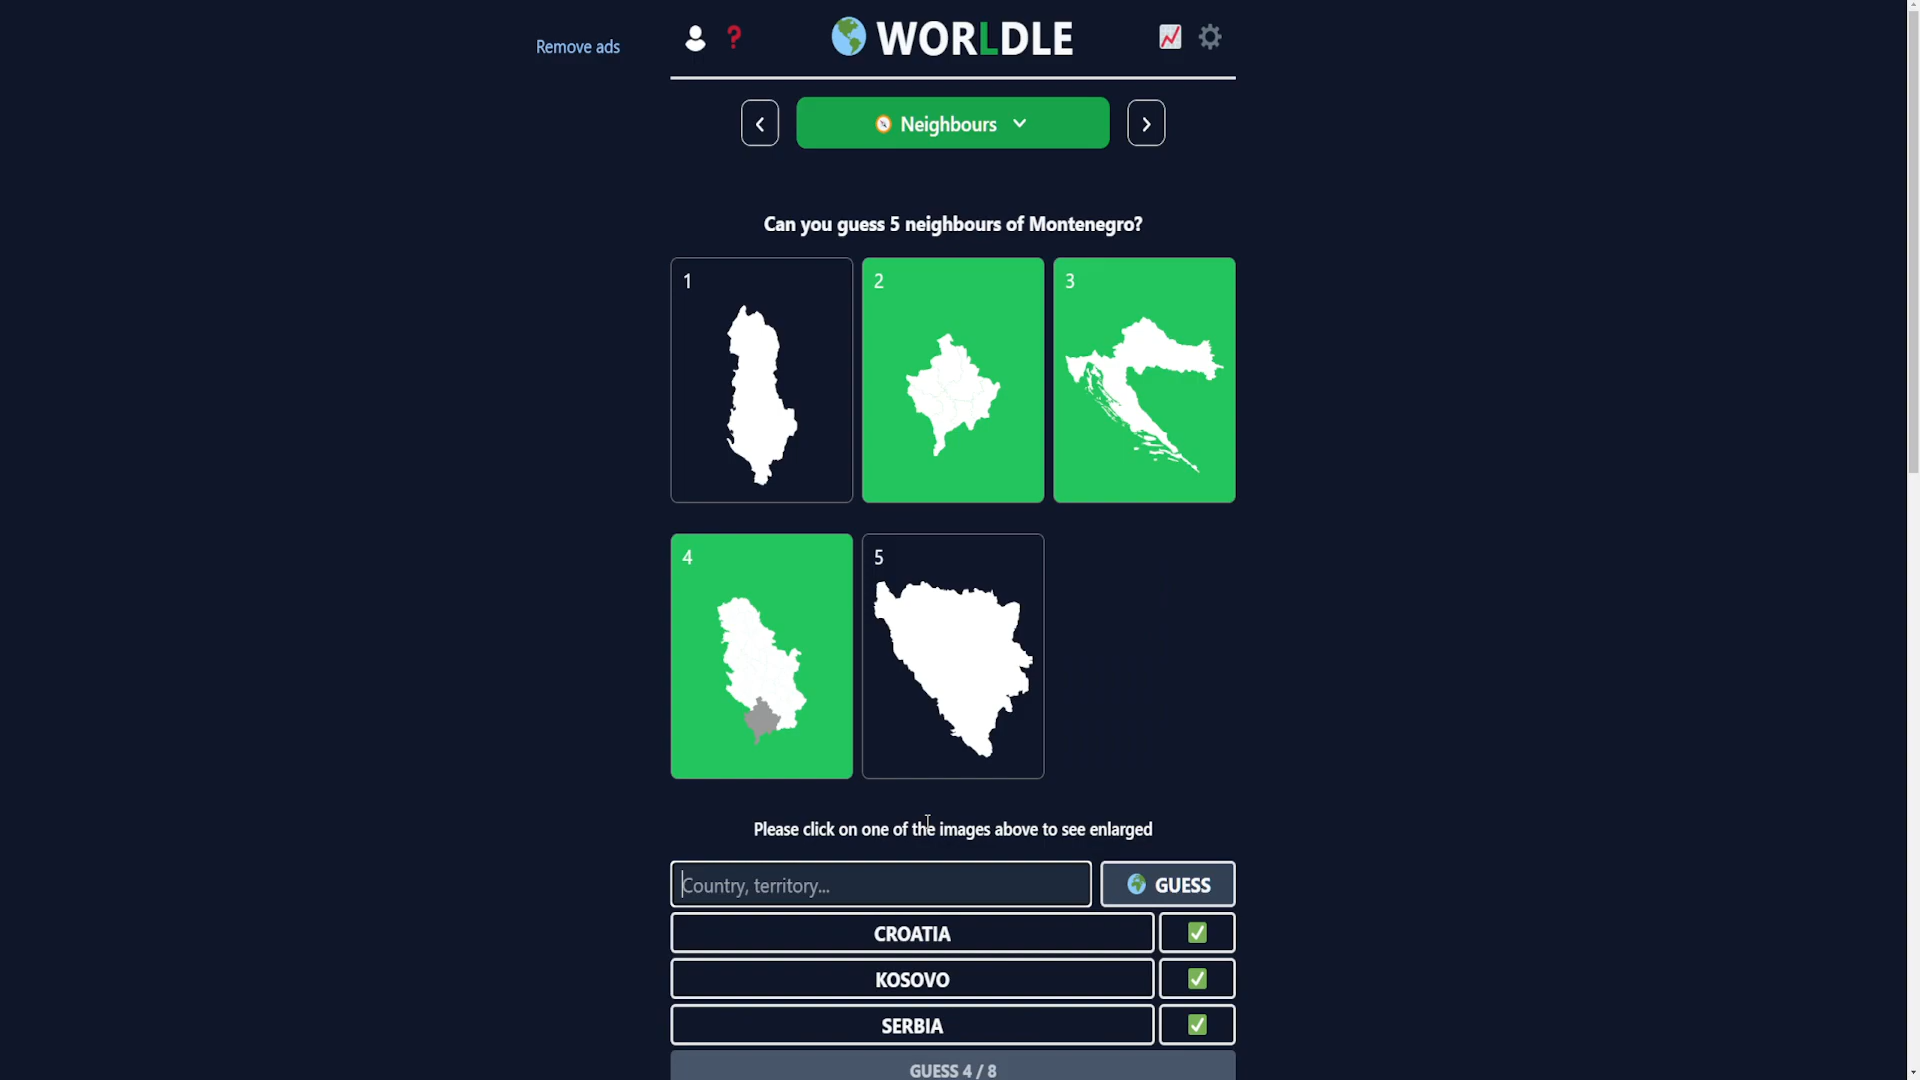 Remove ads
?
WORLDLE
Neighbours
Can you guess 5 neighbours of Montenegro?
1
2
3
4
5
Please click on one of the images above to see enlarged
Country, territory...
GUESS
CROATIA
KOSOVO
SERBIA
GUESS 4 / 8